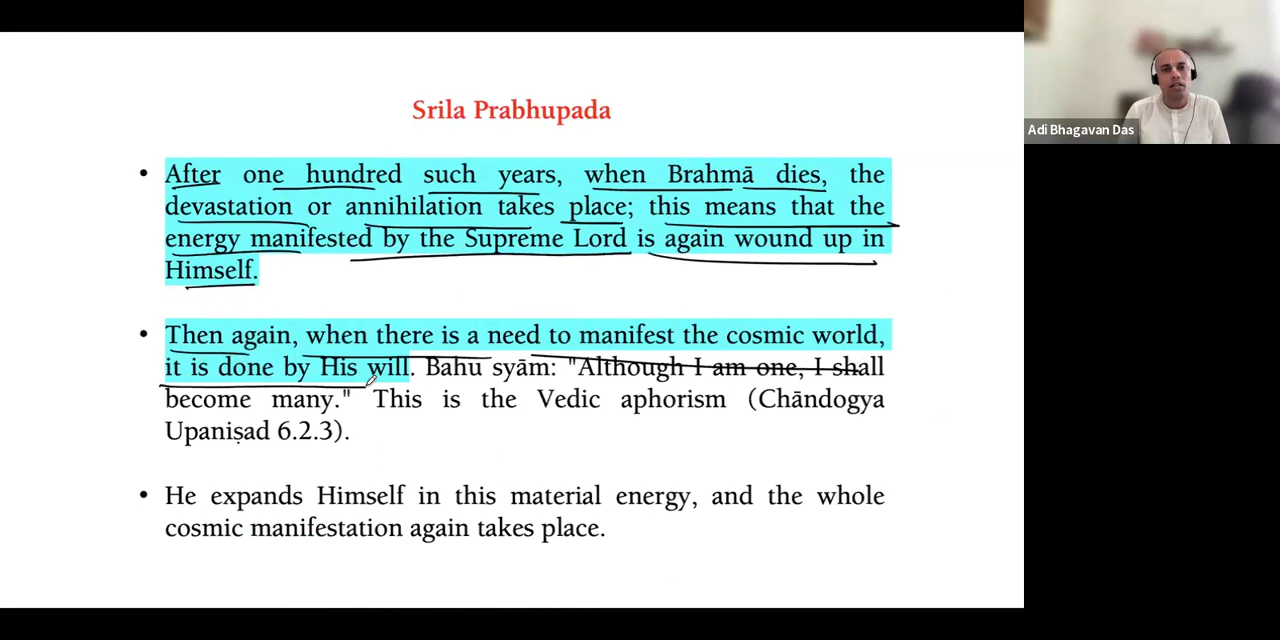 Srila Prabhupada
• After one hundred such years, when Brahmā dies, the
devastation or annihilation takes place; this means that the
energy manifested by the Supreme Lord is again wound up in
Himself.
• Then again, when there is a need to manifest the cosmic world,
it is done by His will. Bahu syām: "Although I am one, I shall
become many." This is the Vedic aphorism (Chāndogya
Upaniṣad 6.2.3).
• He expands Himself in this material energy, and the whole
cosmic manifestation again takes place.
Adi Bhagavan Das